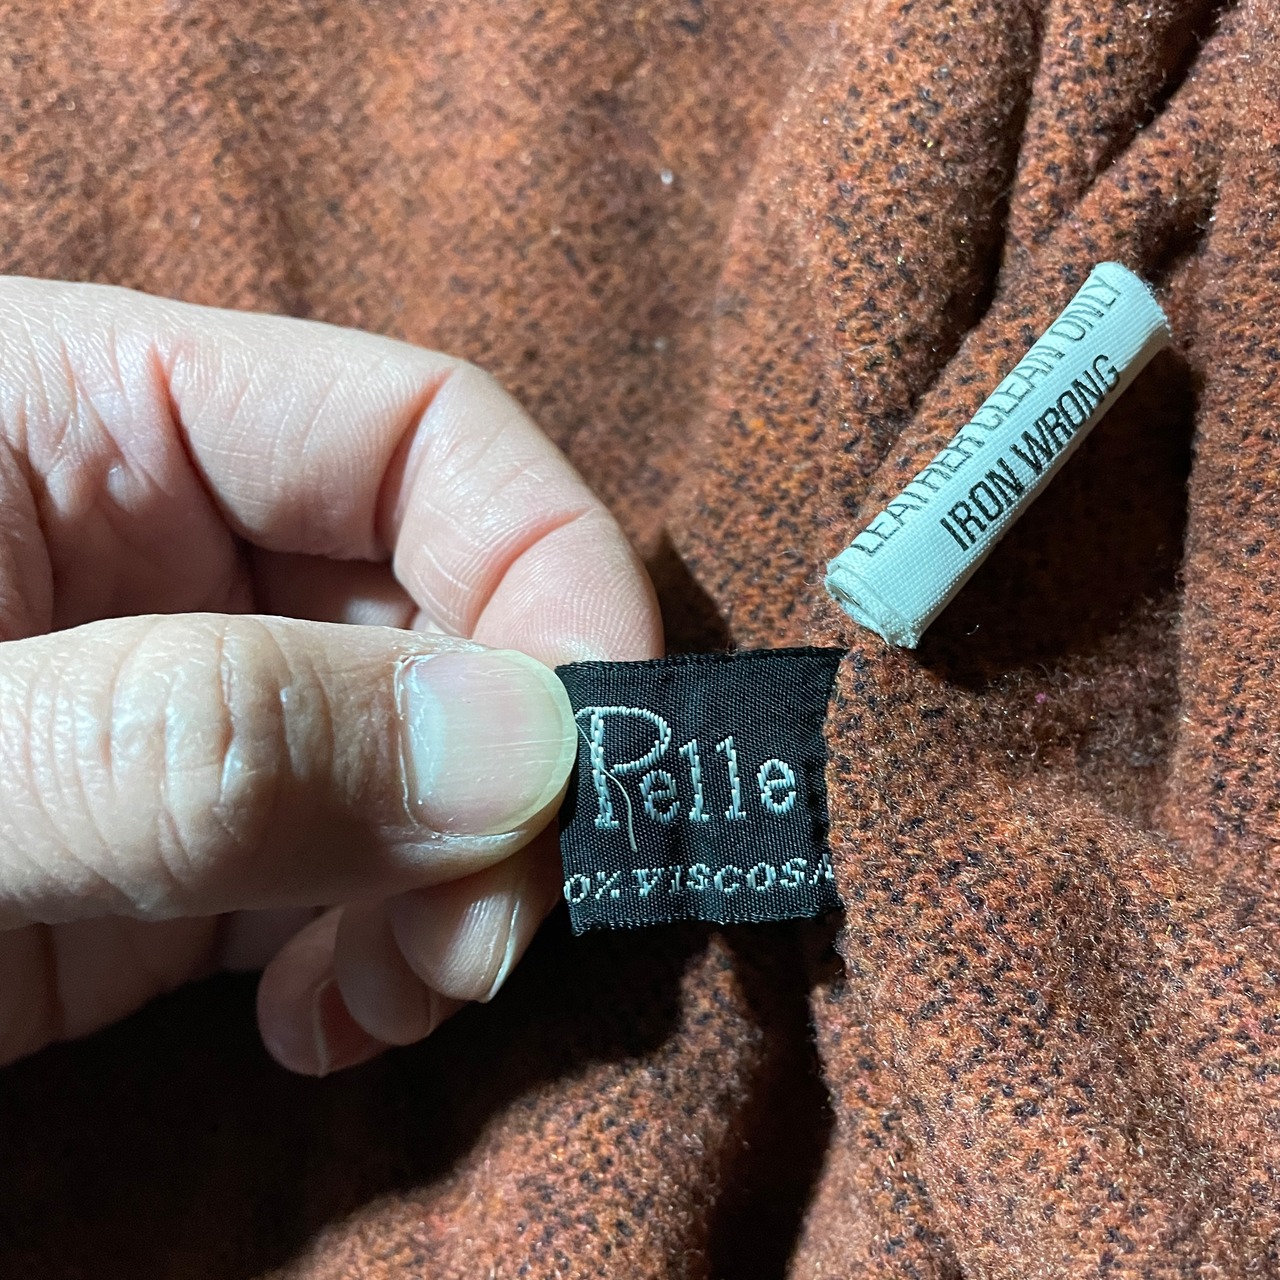 LEATHER CLEAN ONLY
IRON WRONG
Pelle
0% VISCOSA